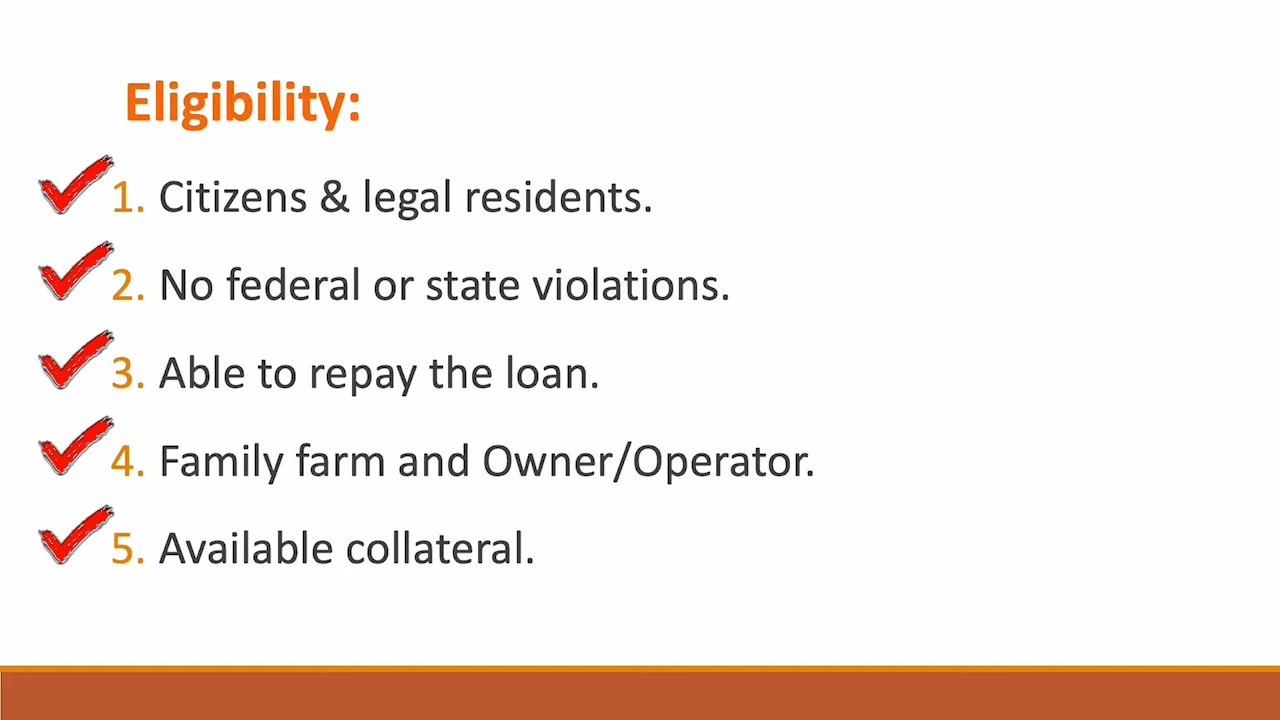 Eligibility:
1. Citizens & legal residents.
2. No federal or state violations.
3. Able to repay the loan.
4. Family farm and Owner/Operator.
5. Available collateral.